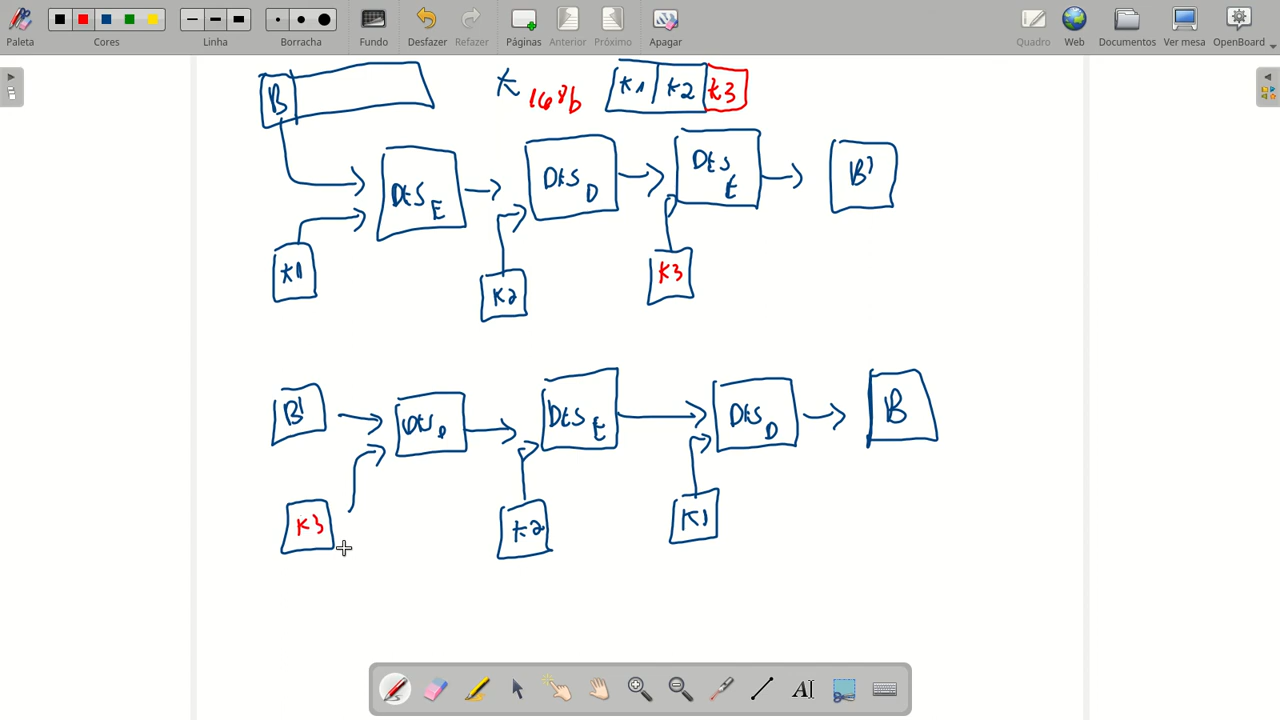 Paleta Cores Linha Borracha Fundo Desfazer Refazer Páginas Anterior Próximo Apagar Quadro Web Documentos Ver mesa OpenBoard
B K 168b K1 K2 K3
DES E DES D DES E B'
K1 K2 K3
B' DES D DES E DES D B
K3 K2 K1